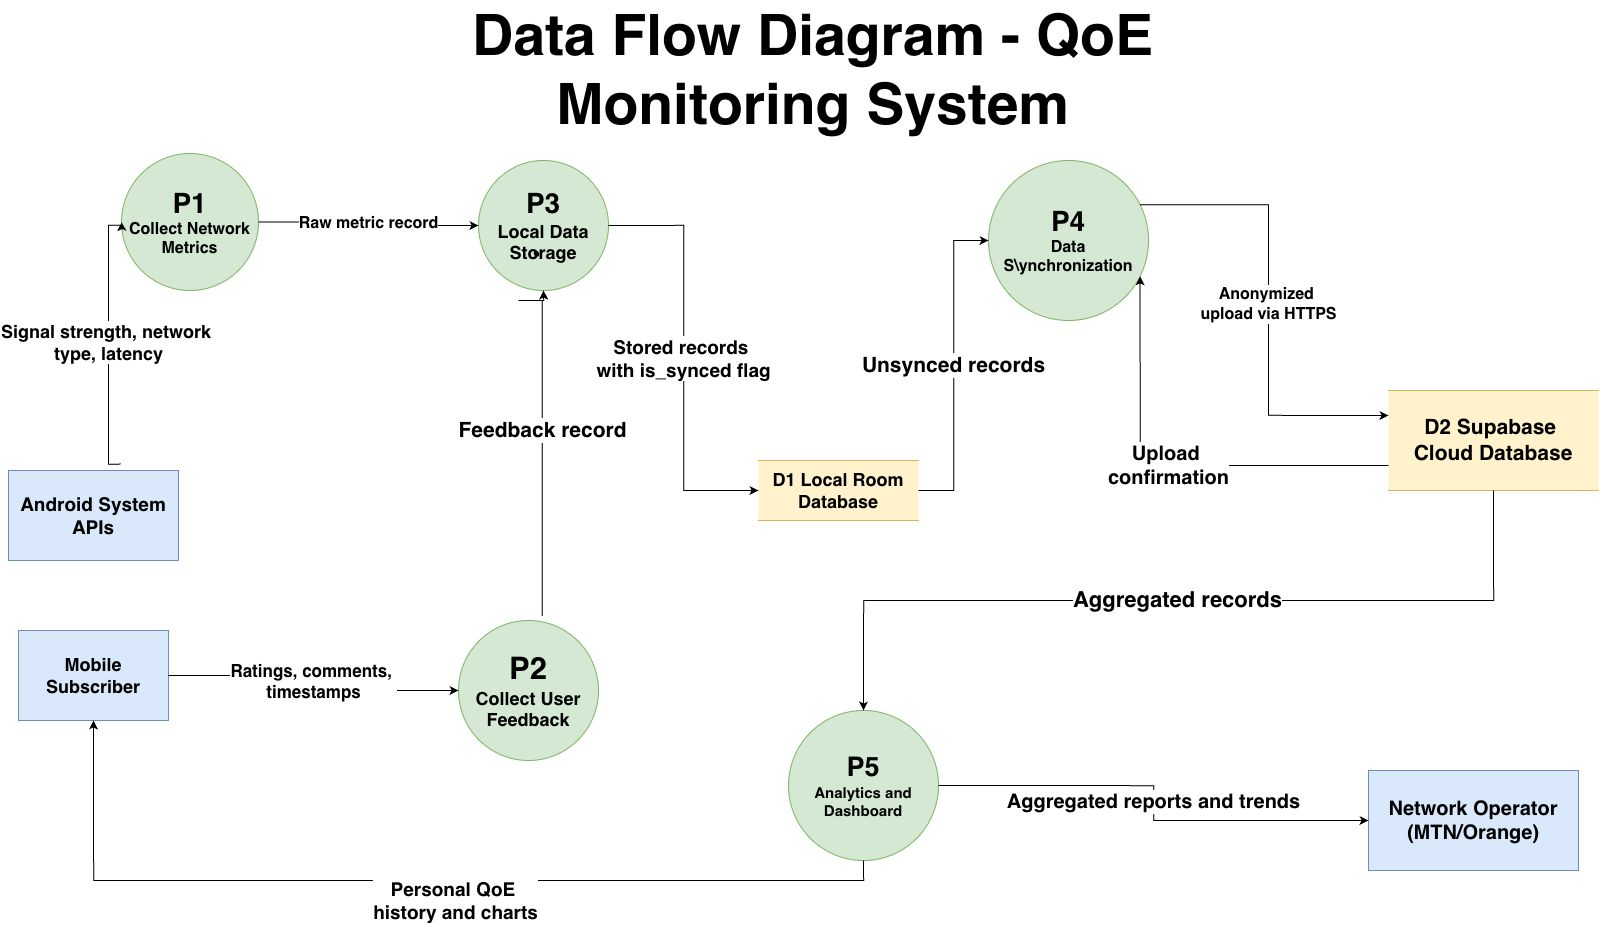 Data Flow Diagram - QoE
Monitoring System
P1
Collect Network
Metrics
Raw metric record
P3
Local Data
Storage
P4
Data
S\ynchronization
Anonymized
upload via HTTPS
Signal strength, network
type, latency
Stored records
with is_synced flag
Unsynced records
Feedback record
Upload
confirmation
D2 Supabase
Cloud Database
D1 Local Room
Database
Android System
APIs
Aggregated records
Mobile
Subscriber
Ratings, comments,
timestamps
P2
Collect User
Feedback
P5
Analytics and
Dashboard
Aggregated reports and trends
Network Operator
(MTN/Orange)
Personal QoE
history and charts